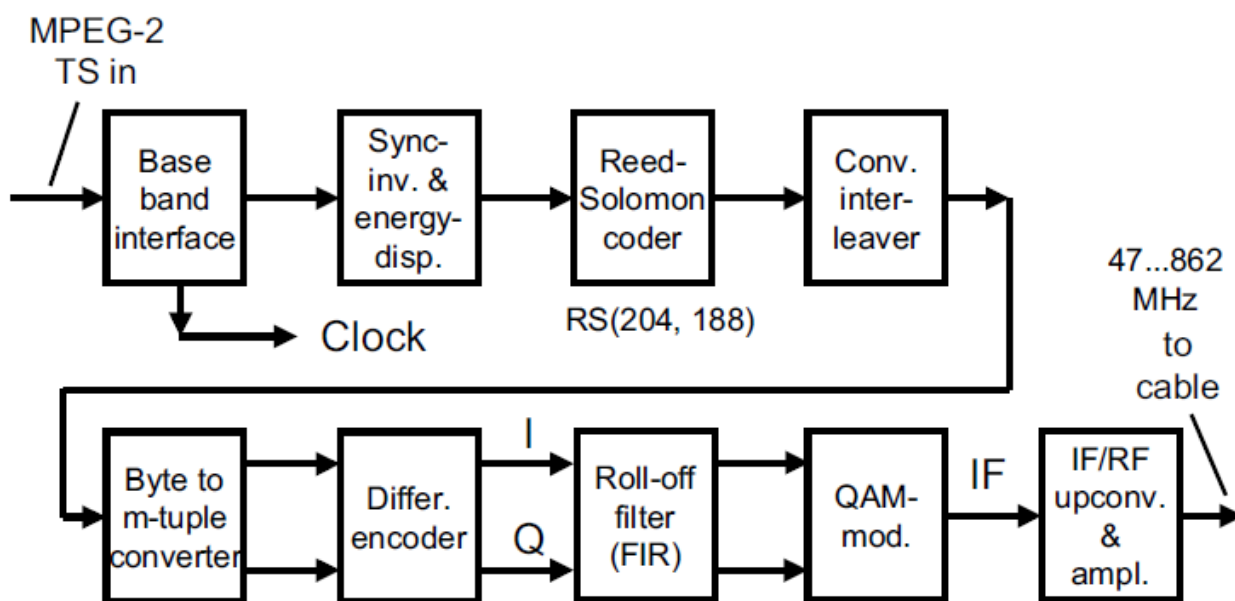 MPEG-2
TS in
Base
band
interface
Sync-
inv. &
energy-
disp.
Reed-
Solomon
coder
Conv.
inter-
leaver
RS(204, 188)
Clock
47...862
MHz
to
cable
Byte to
m-tuple
converter
Differ.
encoder
I
Q
Roll-off
filter
(FIR)
QAM-
mod.
IF
IF/RF
upconv.
&
ampl.